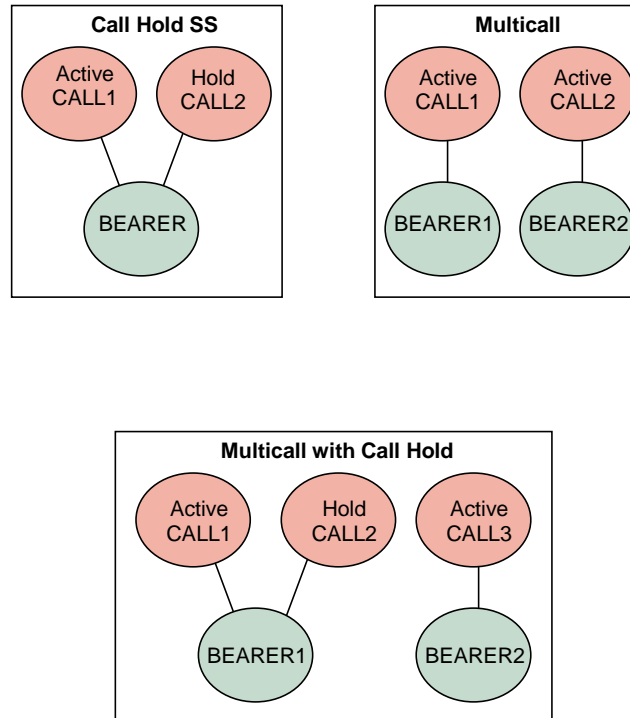 Call Hold SS
Active
CALL1
Hold
CALL2
BEARER
Multicall
Active
CALL1
Active
CALL2
BEARER1
BEARER2
Multicall with Call Hold
Active
CALL1
Hold
CALL2
Active
CALL3
BEARER1
BEARER2